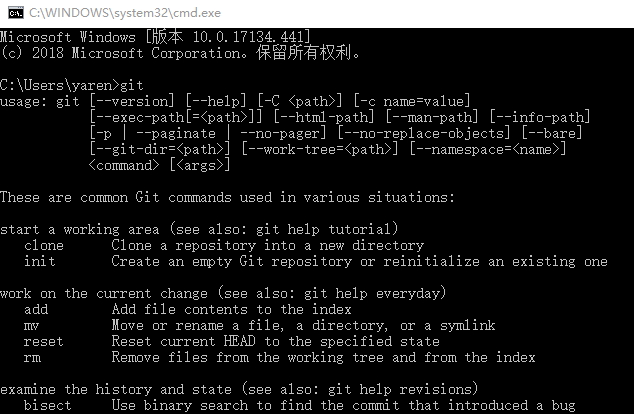 C:\WINDOWS\system32\cmd.exe
Microsoft Windows [版本 10.0.17134.441]
(c) 2018 Microsoft Corporation。保留所有权利。
C:\Users\yaren>git
usage: git [--version] [--help] [-C <path>] [-c name=value]
[--exec-path[=<path>]] [--html-path] [--man-path] [--info-path]
[-p | --paginate | --no-pager] [--no-replace-objects] [--bare]
[--git-dir=<path>] [--work-tree=<path>] [--namespace=<name>]
<command> [<args>]
These are common Git commands used in various situations:
start a working area (see also: git help tutorial)
clone Clone a repository into a new directory
init Create an empty Git repository or reinitialize an existing one
work on the current change (see also: git help everyday)
add Add file contents to the index
mv Move or rename a file, a directory, or a symlink
reset Reset current HEAD to the specified state
rm Remove files from the working tree and from the index
examine the history and state (see also: git help revisions)
bisect Use binary search to find the commit that introduced a bug